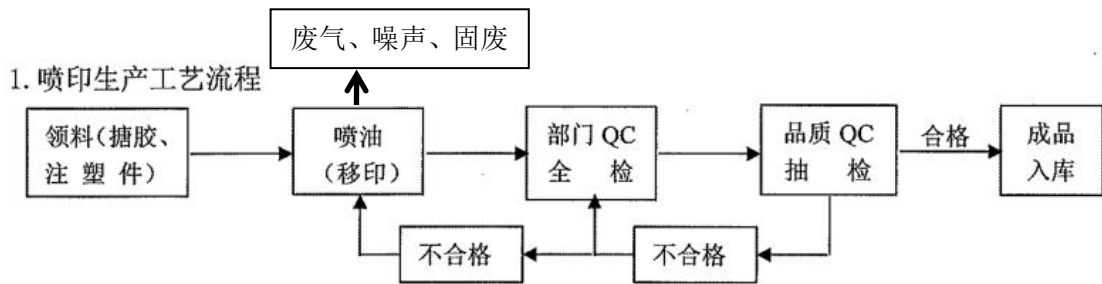 废气、噪声、固废
1.喷印生产工艺流程
领料(搪胶、
注塑件)
喷油
(移印)
部门QC
全检
品质QC
抽检
合格
成品
入库
不合格
不合格